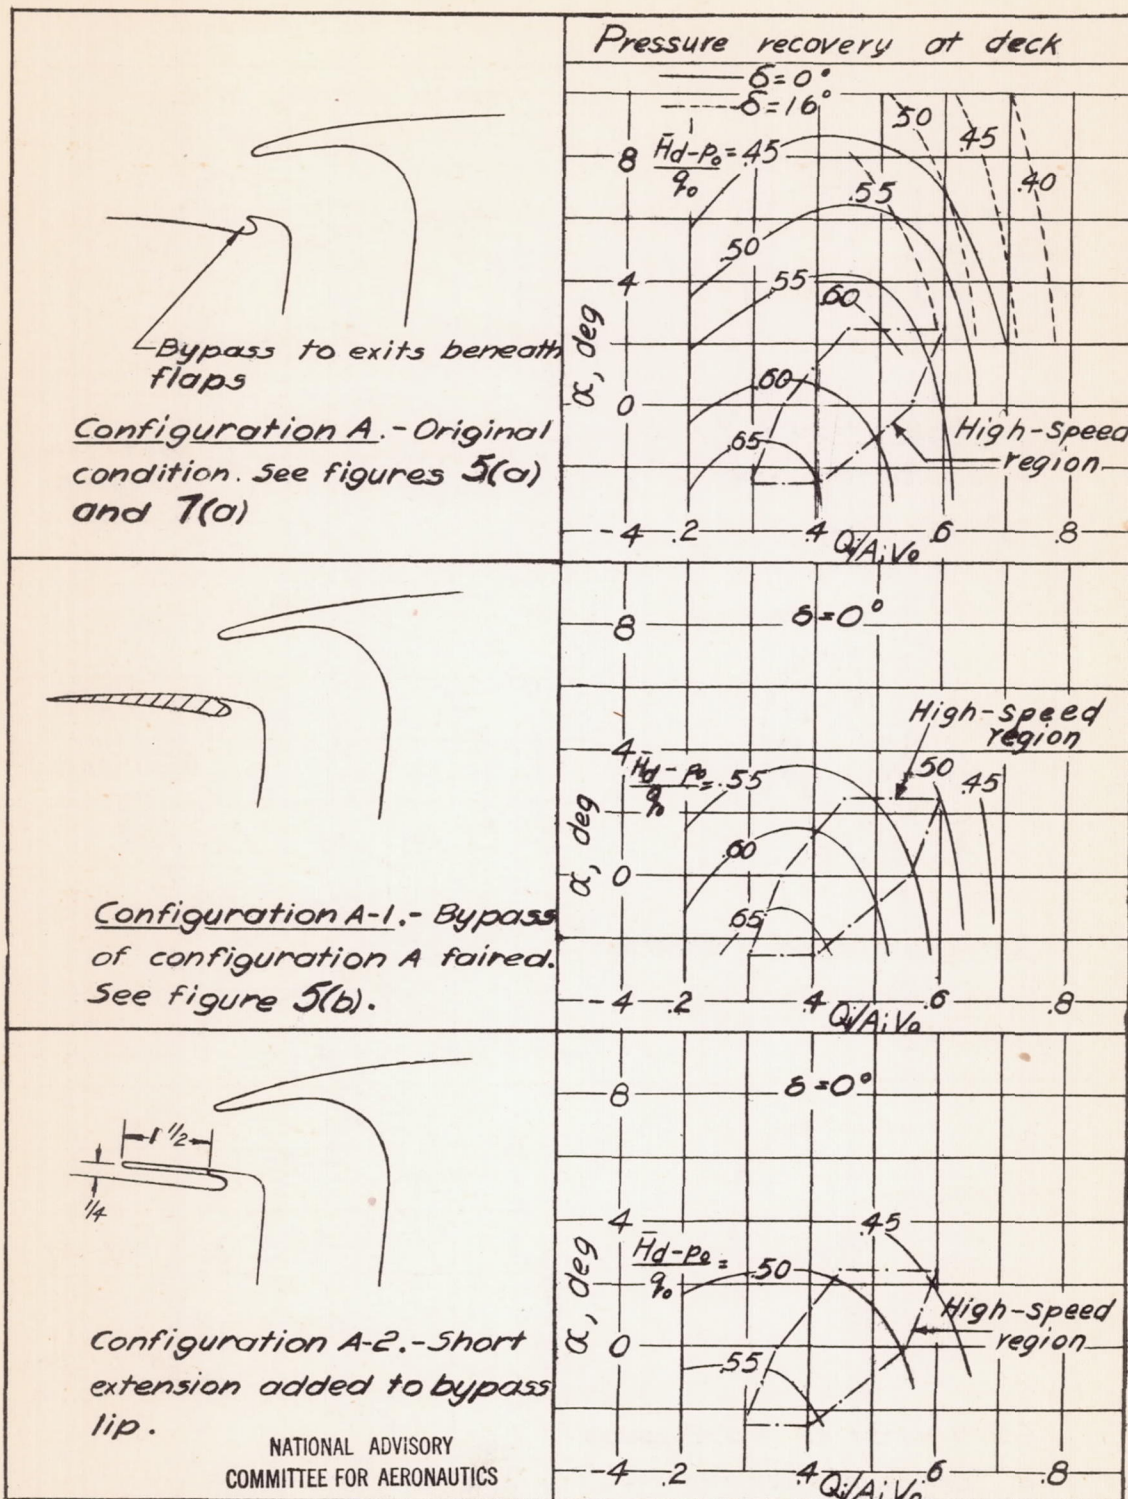 Pressure recovery at deck
δ=0°
δ=16°
H̄d-p₀/q₀ = .45
.50
.45
.40
.55
.50
.55
.60
.60
.65
8
4
0
-4
α, deg
.2
.4
.6
.8
Qi/AiV₀
High-speed
region
Bypass to exits beneath
flaps
Configuration A.-Original
condition. See figures 5(a)
and 7(a)
δ=0°
8
4
0
-4
α, deg
High-speed
region
H̄d-p₀/q₀ = .55
.50
.45
.60
.65
.2
.4
.6
.8
Qi/AiV₀
Configuration A-1.-Bypass
of configuration A faired.
See figure 5(b).
1 1/2
1/4
δ=0°
8
4
0
-4
α, deg
.45
H̄d-p₀/q₀ = .50
.55
High-speed
region
.2
.4
.6
.8
Qi/AiV₀
Configuration A-2.-Short
extension added to bypass
lip.
NATIONAL ADVISORY
COMMITTEE FOR AERONAUTICS